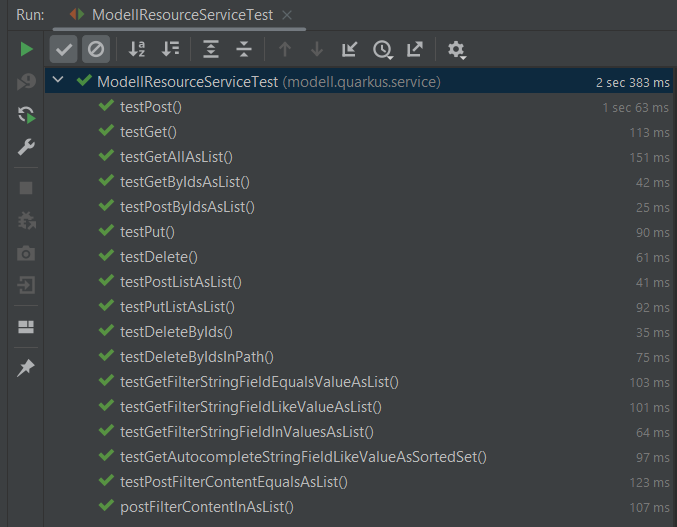 Run: ModellResourceServiceTest
ModellResourceServiceTest (modell.quarkus.service) 2 sec 383 ms
testPost() 1 sec 63 ms
testGet() 113 ms
testGetAllAsList() 151 ms
testGetByIdsAsList() 42 ms
testPostByIdsAsList() 25 ms
testPut() 90 ms
testDelete() 61 ms
testPostListAsList() 41 ms
testPutListAsList() 92 ms
testDeleteByIds() 35 ms
testDeleteByIdsInPath() 75 ms
testGetFilterStringFieldEqualsValueAsList() 103 ms
testGetFilterStringFieldLikeValueAsList() 101 ms
testGetFilterStringFieldInValuesAsList() 64 ms
testGetAutocompleteStringFieldLikeValueAsSortedSet() 97 ms
testPostFilterContentEqualsAsList() 123 ms
postFilterContentInAsList() 107 ms